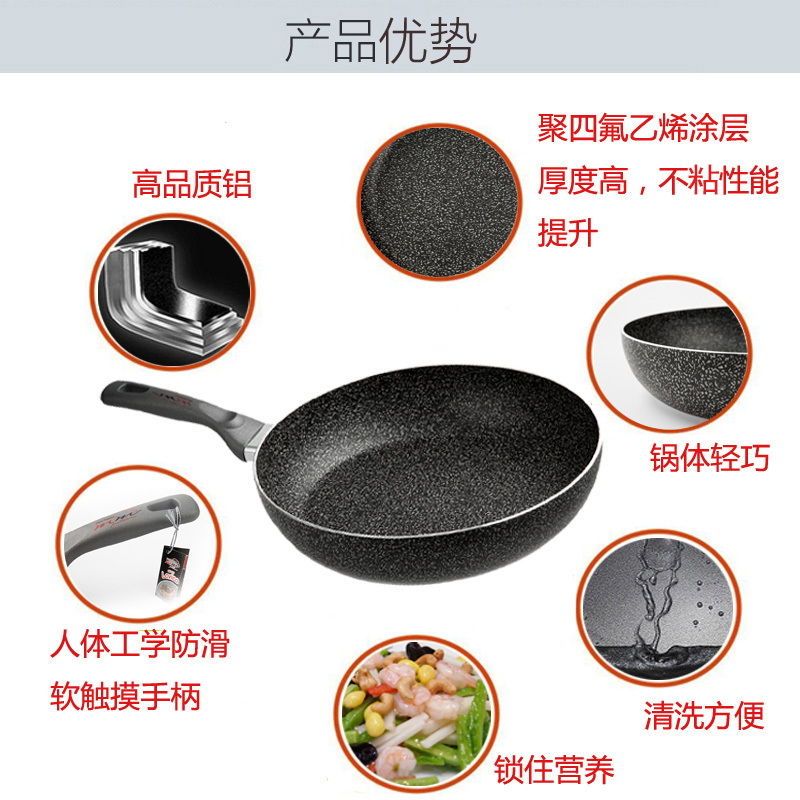 产品优势
聚四氟乙烯涂层
厚度高，不粘性能
提升
高品质铝
锅体轻巧
人体工学防滑
软触摸手柄
清洗方便
锁住营养